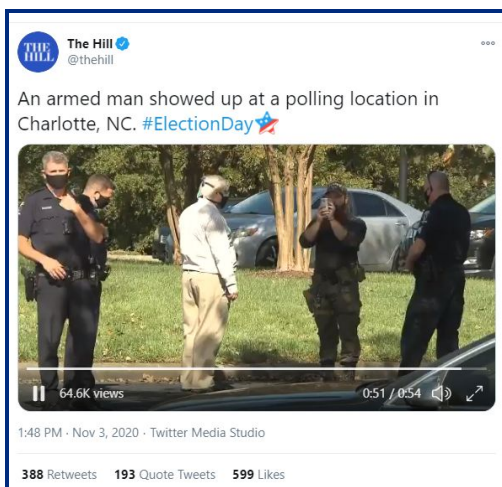 THE
HILL
The Hill
@thehill
An armed man showed up at a polling location in
Charlotte, NC. #ElectionDay
64.6K views
0:51 / 0:54
1:48 PM · Nov 3, 2020 · Twitter Media Studio
388 Retweets 193 Quote Tweets 599 Likes